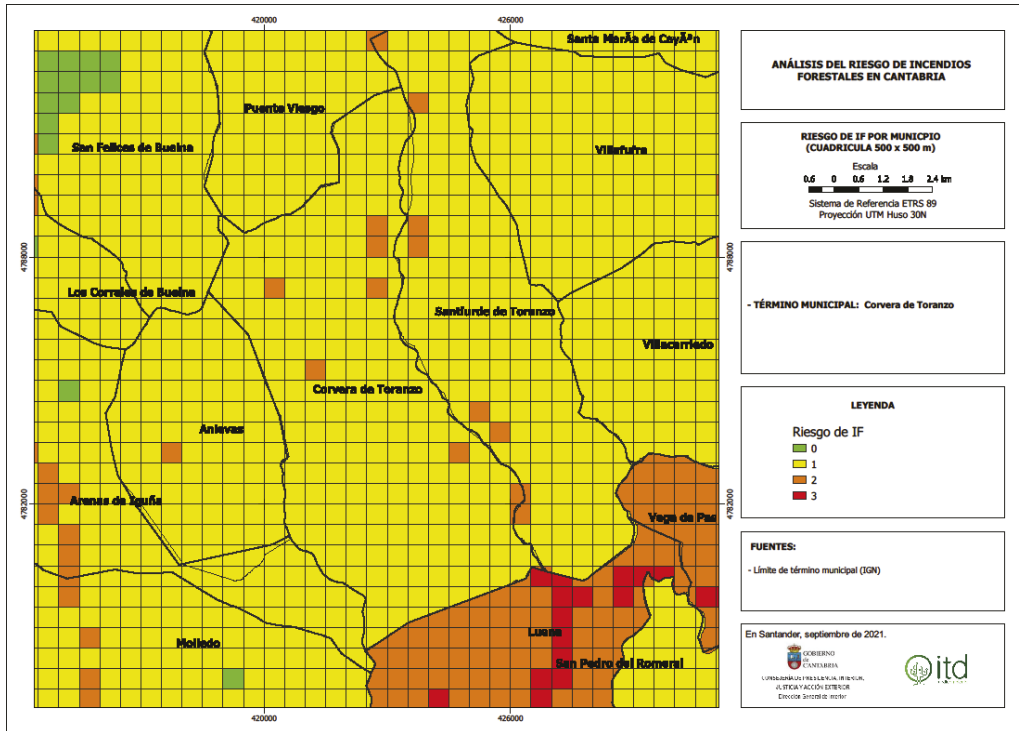 420000
426000
Santa MarÃa de CayÃ³n
Puente Viesgo
San Felices de Buelna
Villafufre
4788000
4788000
Los Corrales de Buelna
Santiurde de Toranzo
Villacarriedo
Corvera de Toranzo
Anievas
Arenas de Iguña
4782000
Vega de Pas
4782000
Molledo
Luena
San Pedro del Romeral
420000
426000
ANÁLISIS DEL RIESGO DE INCENDIOS
FORESTALES EN CANTABRIA
RIESGO DE IF POR MUNICPIO
(CUADRICULA 500 x 500 m)
Escala
0.6 0 0.6 1.2 1.8 2.4 km
Sistema de Referencia ETRS 89
Proyección UTM Huso 30N
- TÉRMINO MUNICIPAL: Corvera de Toranzo
LEYENDA
Riesgo de IF
0
1
2
3
FUENTES:
- Límite de término municipal (IGN)
En Santander, septiembre de 2021.
GOBIERNO
de
CANTABRIA
CONSEJERÍA DE PRESIDENCIA, INTERIOR,
JUSTICIA Y ACCIÓN EXTERIOR
Dirección General de Interior
itd